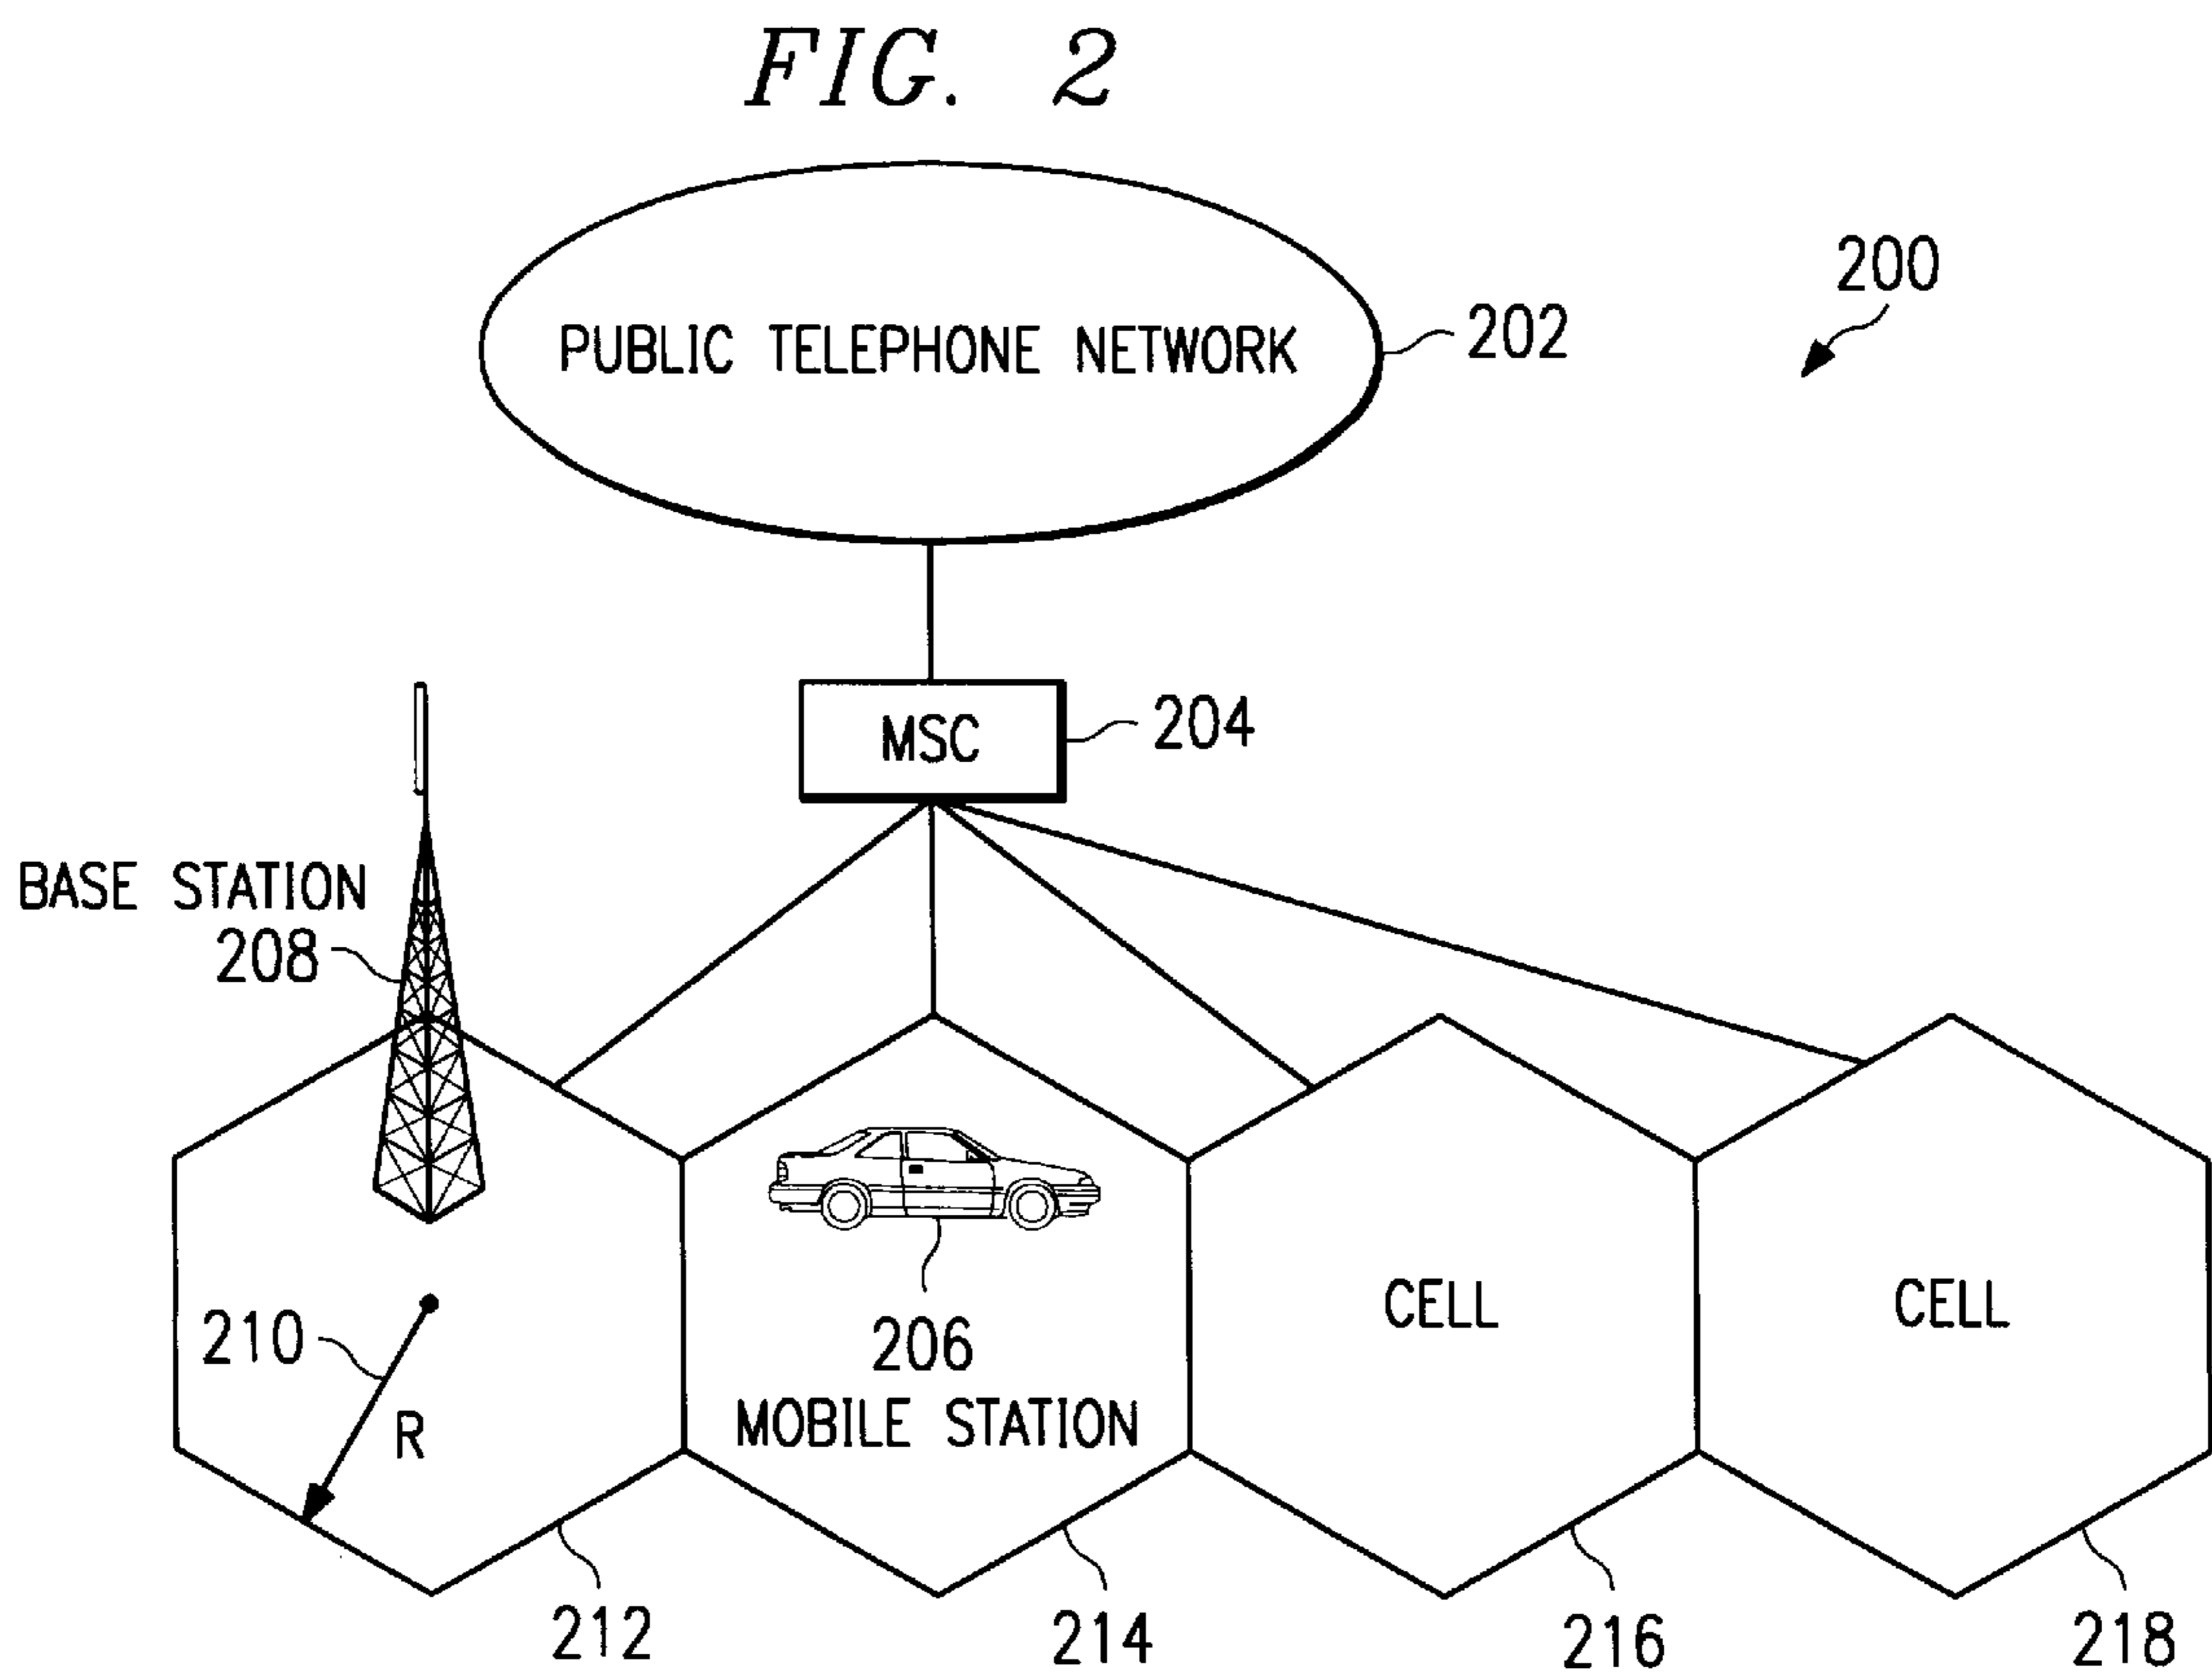 FIG. 2
200
PUBLIC TELEPHONE NETWORK
202
MSC
204
BASE STATION
208
210
R
206
MOBILE STATION
CELL
CELL
212
214
216
218